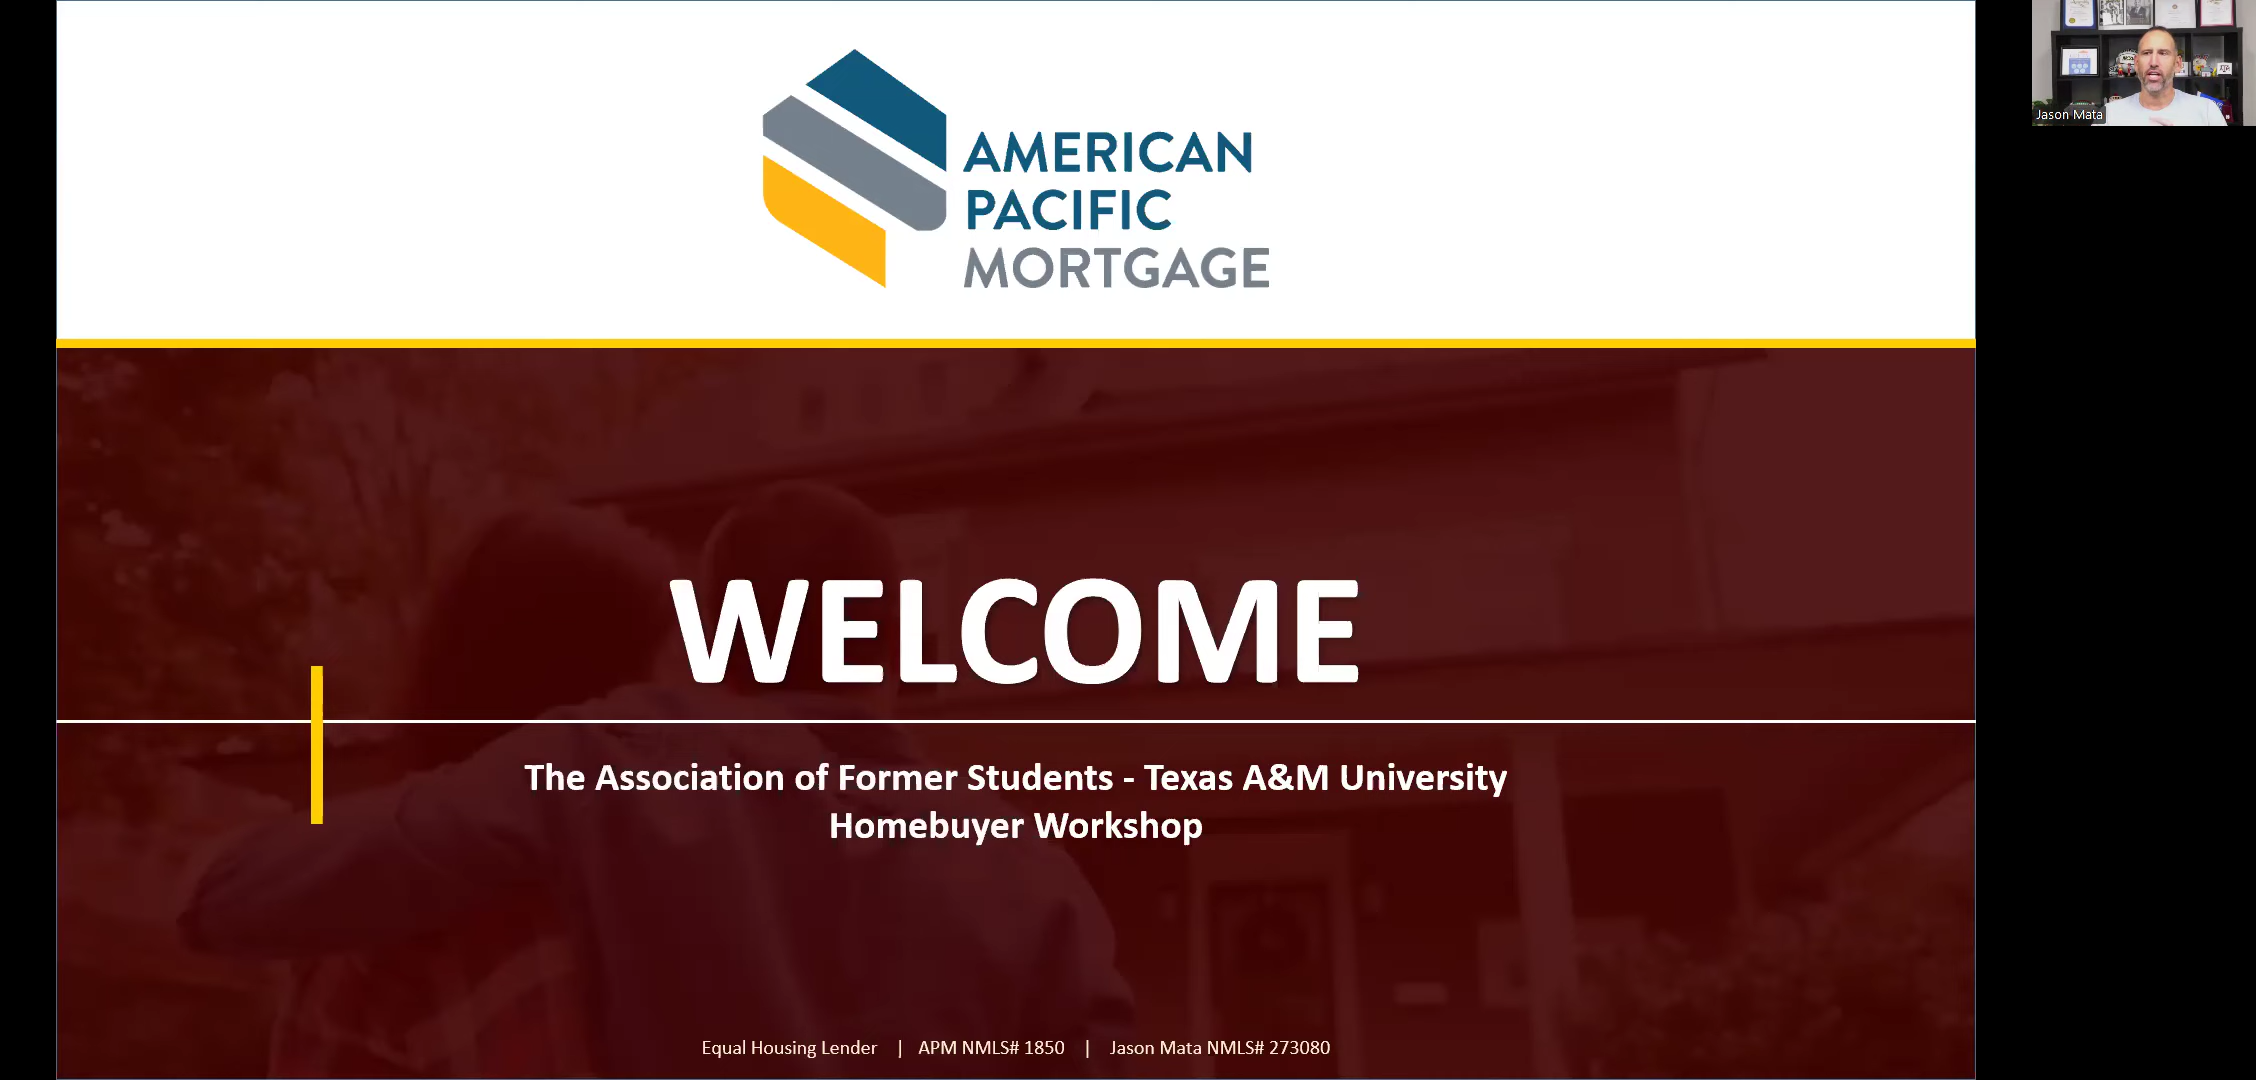 AMERICAN
PACIFIC
MORTGAGE
Jason Mata
WELCOME
The Association of Former Students - Texas A&M University
Homebuyer Workshop
Equal Housing Lender | APM NMLS# 1850 | Jason Mata NMLS# 273080